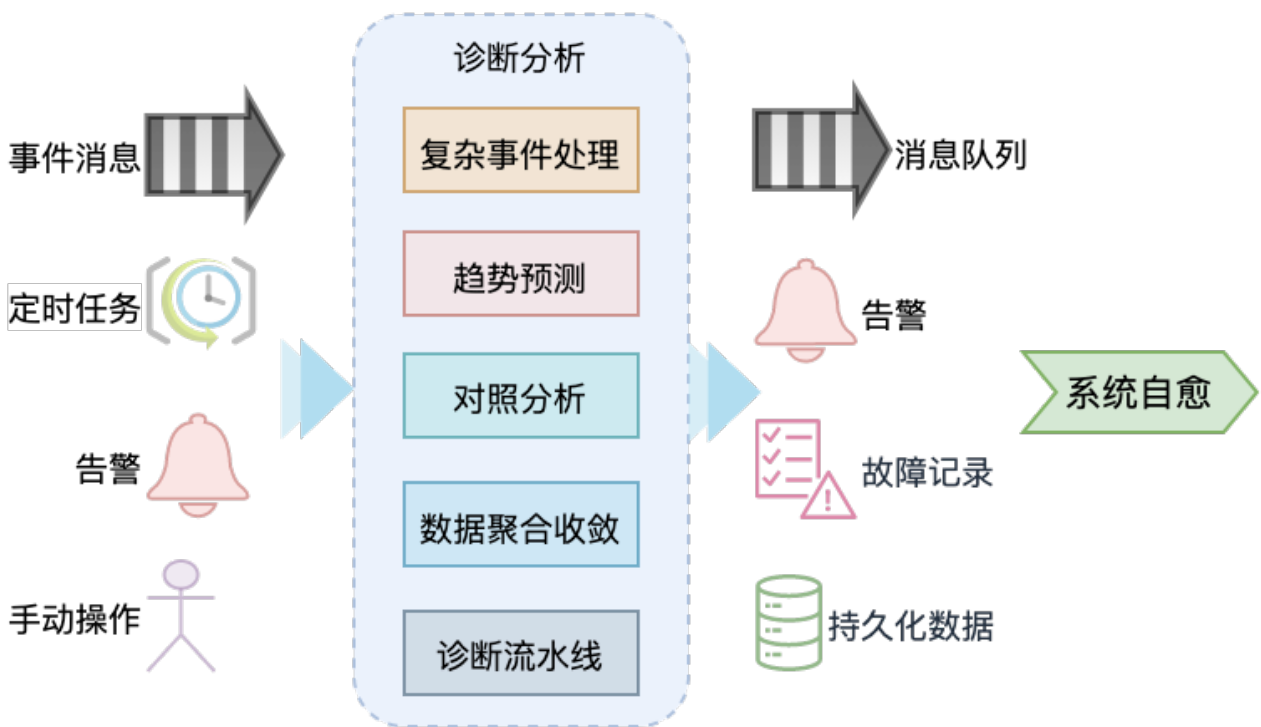 事件消息
定时任务
告警
手动操作
诊断分析
复杂事件处理
趋势预测
对照分析
数据聚合收敛
诊断流水线
消息队列
告警
故障记录
持久化数据
系统自愈